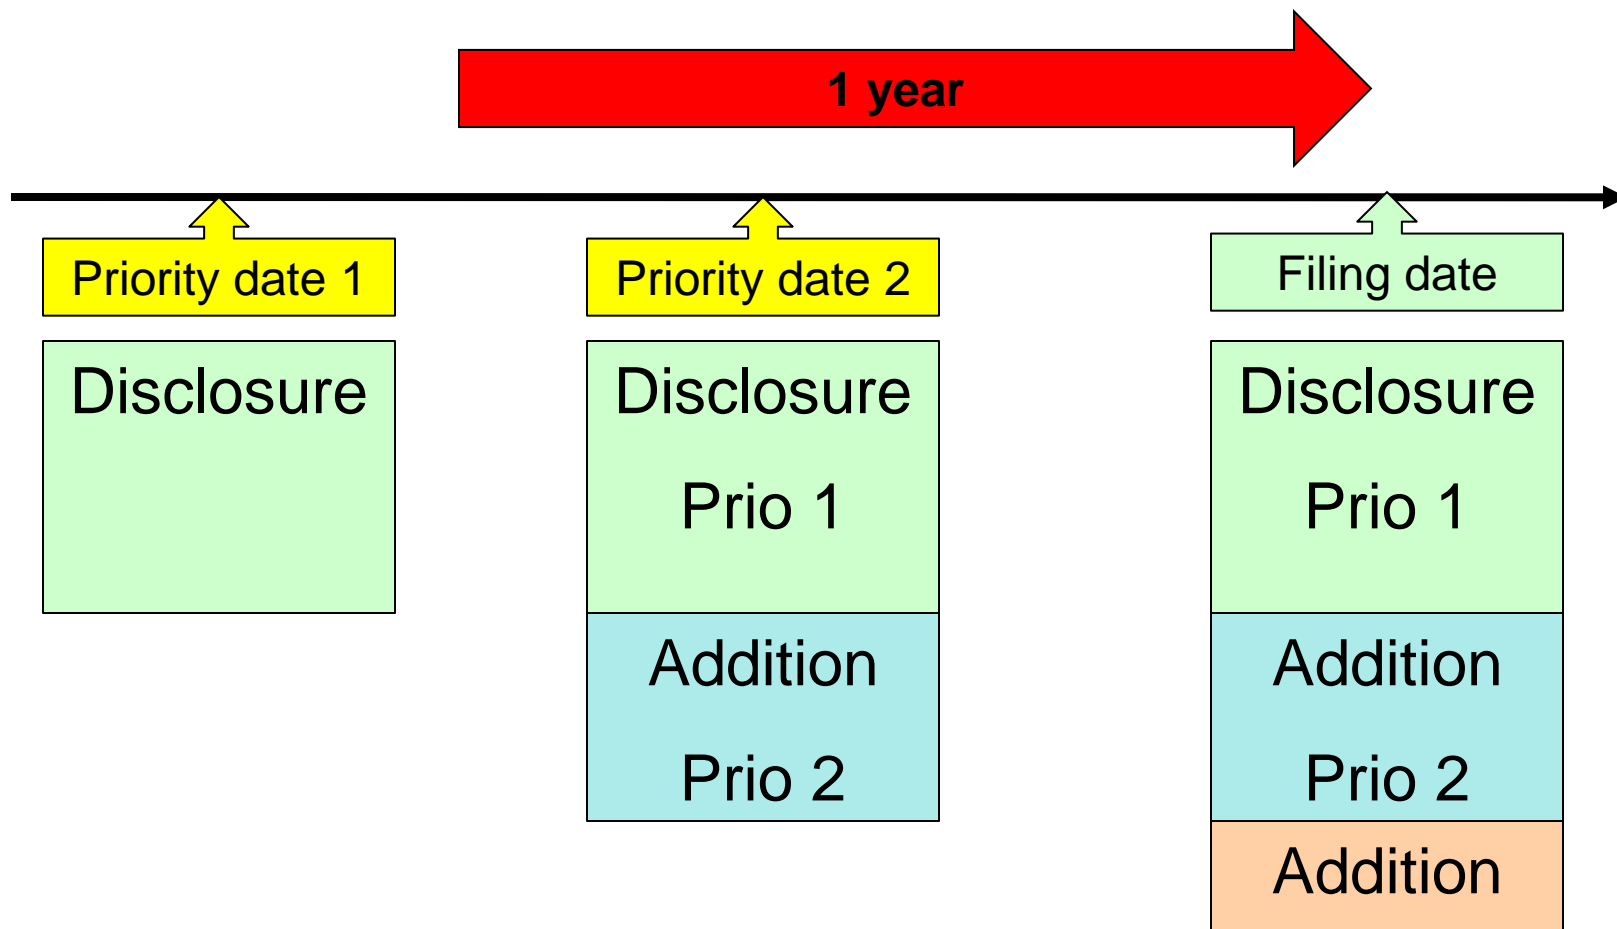 1 year
Priority date 1
Priority date 2
Filing date
Disclosure
Disclosure
Prio 1
Addition
Prio 2
Disclosure
Prio 1
Addition
Prio 2
Addition